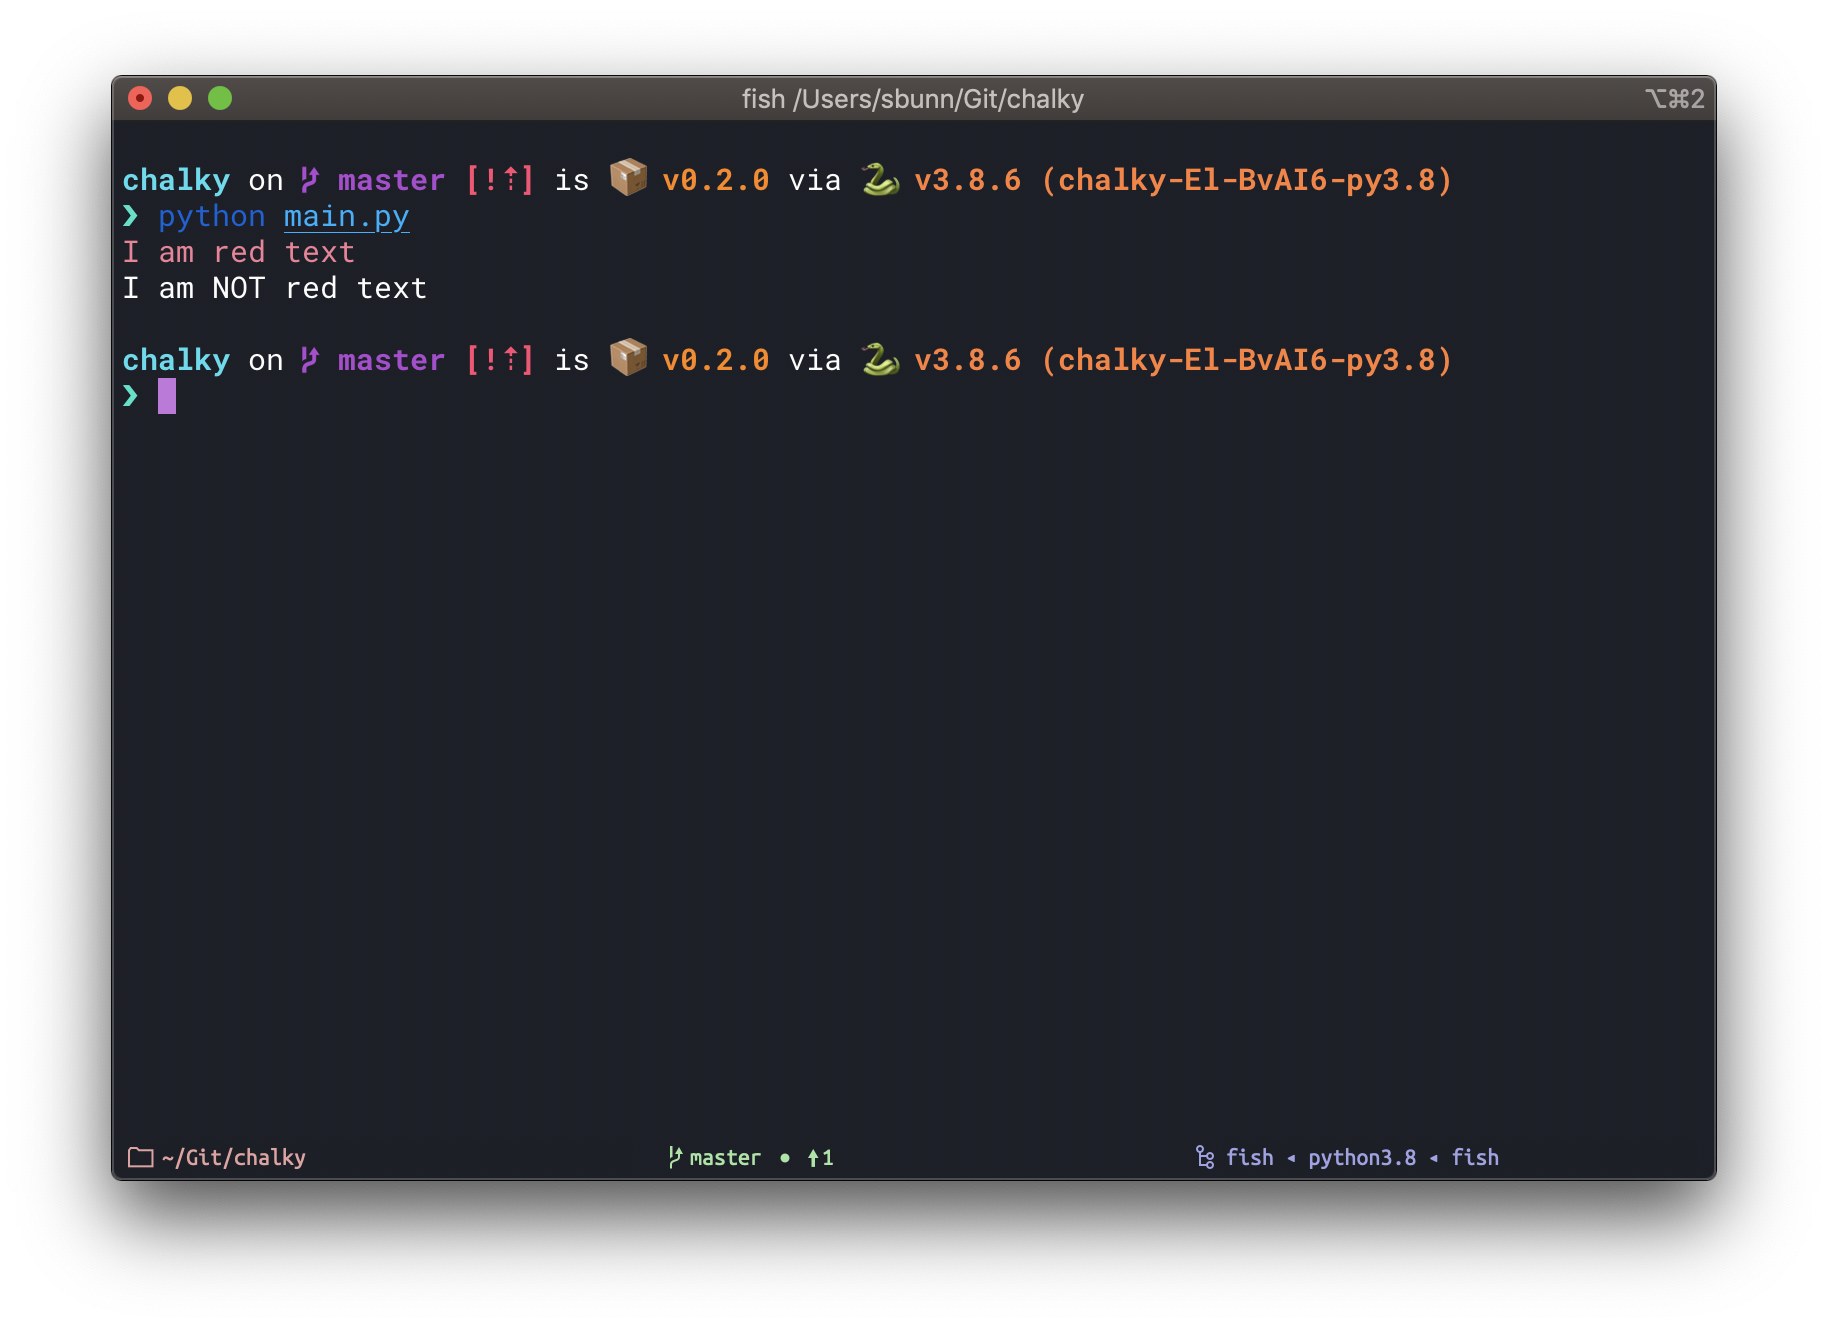 fish /Users/sbunn/Git/chalky ⌥⌘2
chalky on master [!⇡] is 📦 v0.2.0 via 🐍 v3.8.6 (chalky-El-BvAI6-py3.8)
❯ python main.py
I am red text
I am NOT red text
chalky on master [!⇡] is 📦 v0.2.0 via 🐍 v3.8.6 (chalky-El-BvAI6-py3.8)
❯
~/Git/chalky master • ⬆1 fish ◂ python3.8 ◂ fish